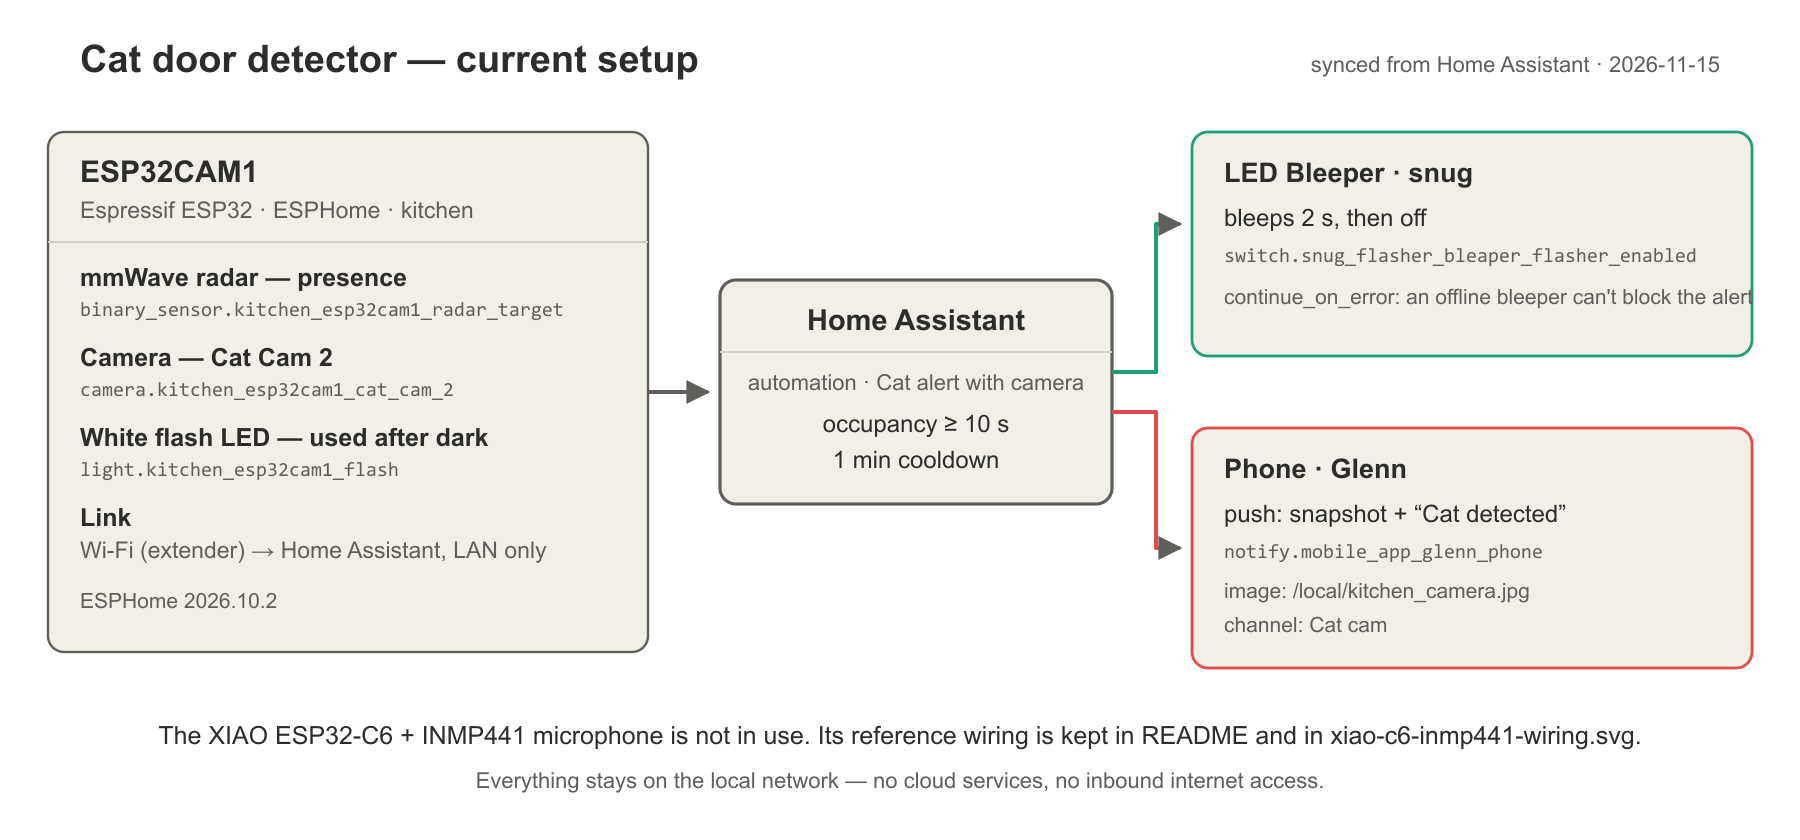 Cat door detector — current setup
synced from Home Assistant · 2026-11-15
ESP32CAM1
Espressif ESP32 · ESPHome · kitchen
mmWave radar — presence
binary_sensor.kitchen_esp32cam1_radar_target
Camera — Cat Cam 2
camera.kitchen_esp32cam1_cat_cam_2
White flash LED — used after dark
light.kitchen_esp32cam1_flash
Link
Wi-Fi (extender) → Home Assistant, LAN only
ESPHome 2026.10.2
Home Assistant
automation · Cat alert with camera
occupancy ≥ 10 s
1 min cooldown
LED Bleeper · snug
bleeps 2 s, then off
switch.snug_flasher_bleaper_flasher_enabled
continue_on_error: an offline bleeper can't block the alert
Phone · Glenn
push: snapshot + “Cat detected”
notify.mobile_app_glenn_phone
image: /local/kitchen_camera.jpg
channel: Cat cam
The XIAO ESP32-C6 + INMP441 microphone is not in use. Its reference wiring is kept in README and in xiao-c6-inmp441-wiring.svg.
Everything stays on the local network — no cloud services, no inbound internet access.